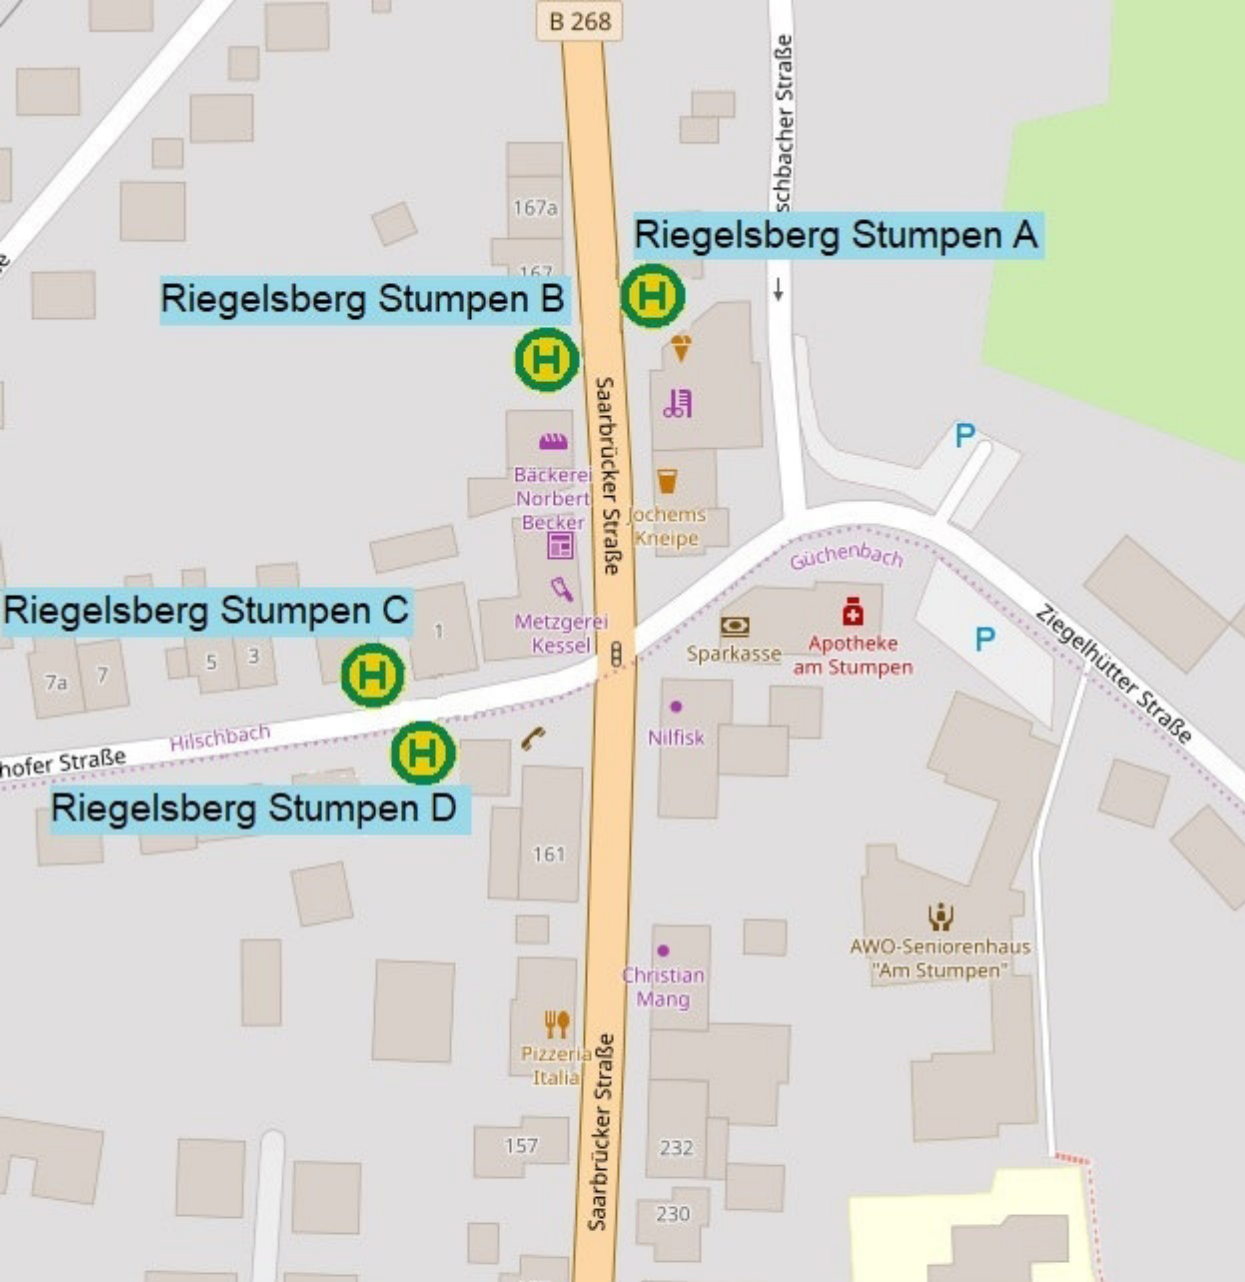 B 268
schbacher Straße
167a
Riegelsberg Stumpen A
H
167
Riegelsberg Stumpen B
H
P
Saarbrücker Straße
Bäckerei
Norbert
Becker
Jochems
Kneipe
Güchenbach
Riegelsberg Stumpen C
Metzgerei
Kessel
1
5
3
7a
7
H
Sparkasse
Apotheke
am Stumpen
P
Ziegelhütter Straße
Hilschbach
hofer Straße
H
Nilfisk
Riegelsberg Stumpen D
161
AWO-Seniorenhaus
"Am Stumpen"
Christian
Mang
Pizzeria
Italia
Saarbrücker Straße
157
232
230